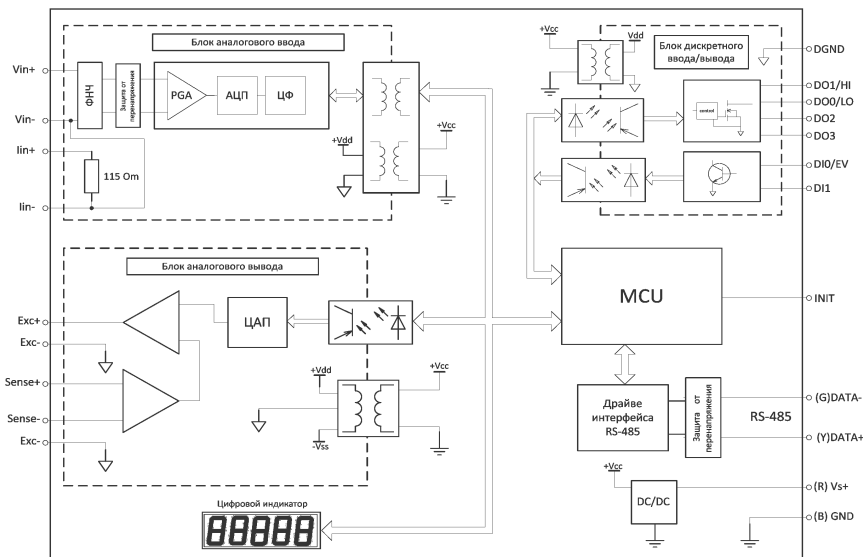 Блок аналогового ввода
Vin+
ФНЧ
Защита от
перенапряжения
PGA
АЦП
ЦФ
Vin-
Iin+
115 Om
Iin-
+Vdd
+Vcc
+Vcc
Vdd
Блок дискретного
ввода/вывода
DGND
DO1/HI
DO0/LO
DO2
DO3
control
DI0/EV
DI1
Блок аналогового вывода
ЦАП
Exc+
Exc-
Sense+
Sense-
Exc-
+Vdd
+Vcc
-Vss
MCU
INIT
Драйве
интерфейса
RS-485
Защита от
перенапряжения
RS-485
(G)DATA-
(Y)DATA+
+Vcc
DC/DC
(R) Vs+
(B) GND
Цифровой индикатор
88888